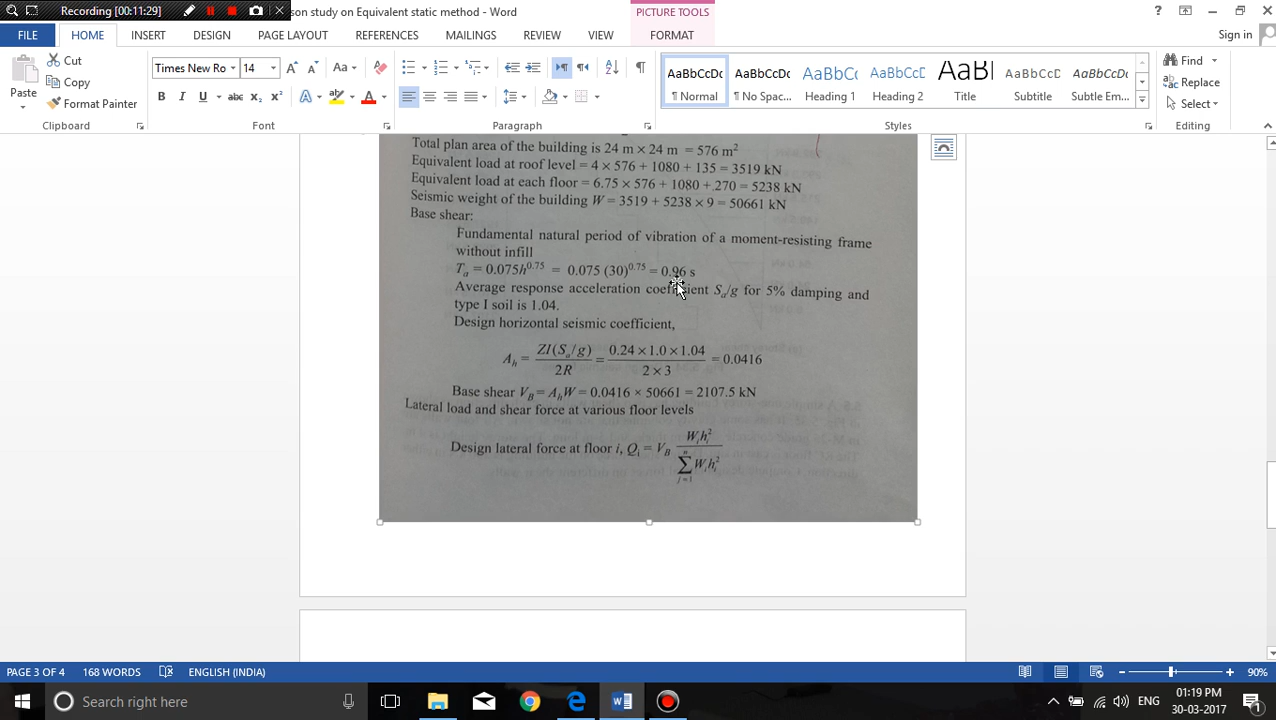 Recording [00:11:29]
son study on Equivalent static method - Word
PICTURE TOOLS
Sign in
FILE HOME INSERT DESIGN PAGE LAYOUT REFERENCES MAILINGS REVIEW VIEW FORMAT
Paste
Cut
Copy
Format Painter
Clipboard
Times New Ro 14
Font
Paragraph
AaBbCcDc AaBbCcDc AaBbCc AaBbCcD AaBl AaBbCcD AaBbCcDc
¶ Normal ¶ No Spac... Heading 1 Heading 2 Title Subtitle Subtle Em...
Styles
Find
Replace
Select
Editing
Total plan area of the building is 24 m × 24 m = 576 m²
Equivalent load at roof level = 4 × 576 + 1080 + 135 = 3519 kN
Equivalent load at each floor = 6.75 × 576 + 1080 + 270 = 5238 kN
Seismic weight of the building W = 3519 + 5238 × 9 = 50661 kN
Base shear:
Fundamental natural period of vibration of a moment-resisting frame
without infill
Tₐ = 0.075h^0.75 = 0.075 (30)^0.75 = 0.96 s
Average response acceleration coefficient Sₐ/g for 5% damping and
type I soil is 1.04.
Design horizontal seismic coefficient,
Aₕ = ZI(Sₐ/g) / 2R = 0.24 × 1.0 × 1.04 / 2 × 3 = 0.0416
Base shear V_B = AₕW = 0.0416 × 50661 = 2107.5 kN
Lateral load and shear force at various floor levels
Design lateral force at floor i, Qᵢ = V_B Wᵢhᵢ² / ∑_{j=1}^{n} Wᵢhᵢ²
PAGE 3 OF 4 168 WORDS ENGLISH (INDIA) 90%
Search right here
ENG
01:19 PM
30-03-2017